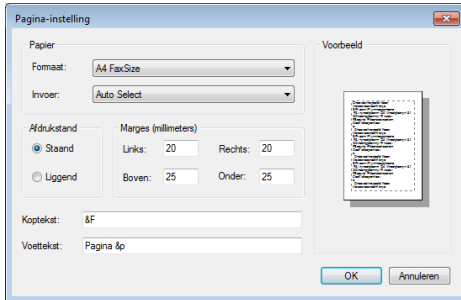 Pagina-instelling
Papier
Formaat: A4 FaxSize
Invoer: Auto Select
Afdrukstand
Staand
Liggend
Marges (millimeters)
Links: 20 Rechts: 20
Boven: 25 Onder: 25
Koptekst: &F
Voettekst: Pagina &p
Voorbeeld
OK Annuleren